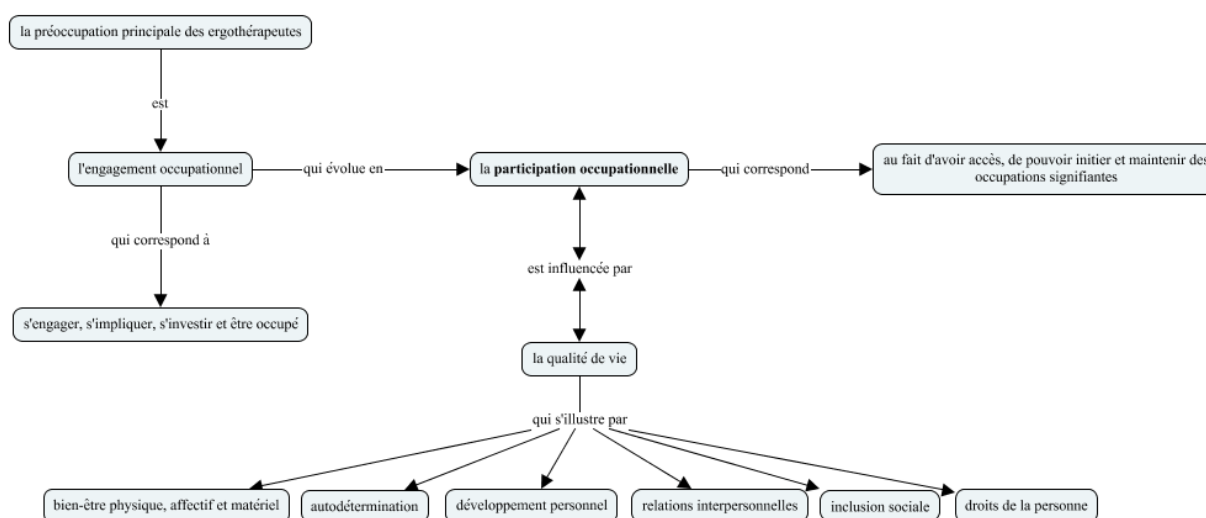 la préoccupation principale des ergothérapeutes
est
l'engagement occupationnel
qui évolue en
la participation occupationnelle
qui correspond
au fait d'avoir accès, de pouvoir initier et maintenir des
occupations signifiantes
qui correspond à
est influencée par
s'engager, s'impliquer, s'investir et être occupé
la qualité de vie
qui s'illustre par
bien-être physique, affectif et matériel
autodétermination
développement personnel
relations interpersonnelles
inclusion sociale
droits de la personne